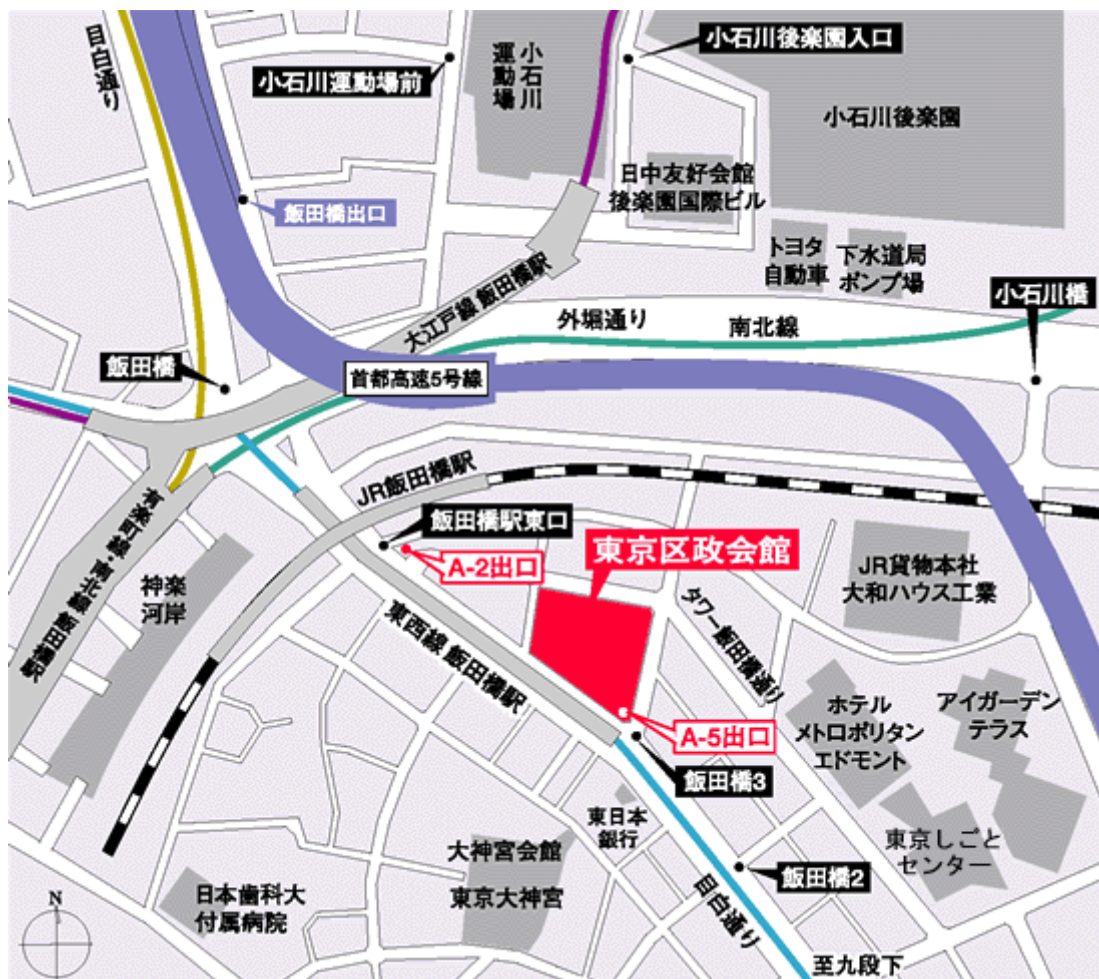 目白通り
小石川運動場前
小石川
運動場
小石川後楽園入口
小石川後楽園
日中友好会館
後楽園国際ビル
飯田橋出口
トヨタ
自動車
下水道局
ポンプ場
小石川橋
大江戸線 飯田橋駅
外堀通り
南北線
飯田橋
首都高速5号線
JR飯田橋駅
有楽町線・南北線 飯田橋駅
飯田橋駅東口
A-2出口
東京区政会館
神楽
河岸
JR貨物本社
大和ハウス工業
東西線 飯田橋駅
タワー飯田橋通り
ホテル
メトロポリタン
エドモント
アイガーデン
テラス
A-5出口
飯田橋3
東日本
銀行
東京しごと
センター
大神宮会館
東京大神宮
飯田橋2
日本歯科大
付属病院
目白通り
至九段下
N